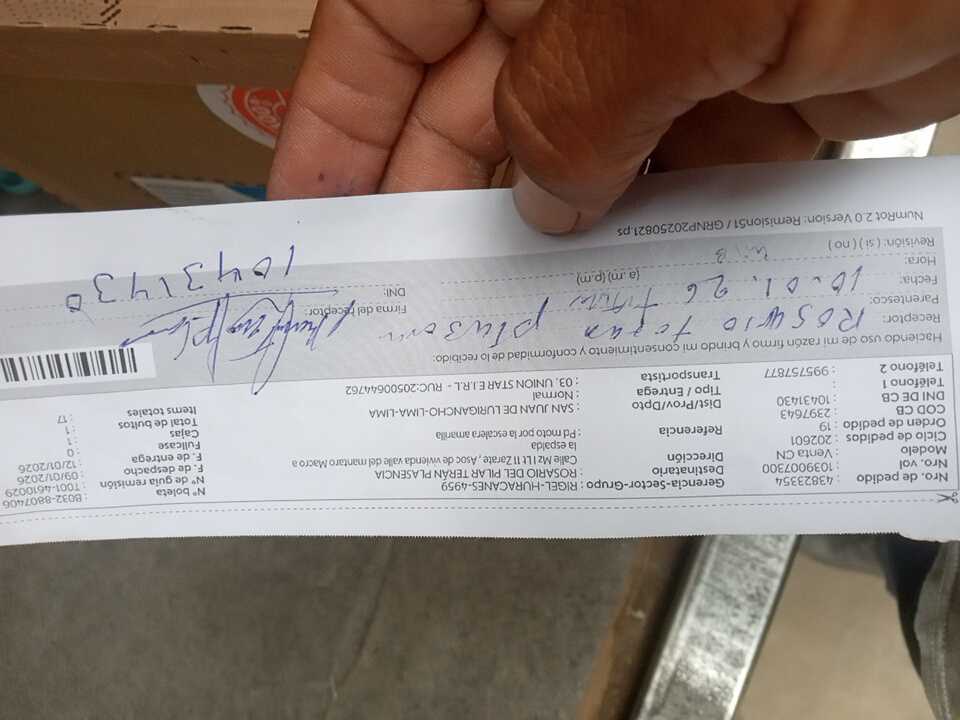 Nro. de pedido : 43823354
Nro. vol : 1039007300
Modelo : Venta CN
Ciclo de pedidos : 202601
Orden de pedido : 19
COD CB : 2397643
DNI DE CB : 10431430
Teléfono 1 :
Teléfono 2 : 995757877
Gerencia-Sector-Grupo : RIGEL-HURACANES-4959
Destinatario : ROSARIO DEL PILAR TERÁN PLASENCIA
Dirección : Calle Mz Lt 11 Zarate, Asoc de vivienda valle del mantaro Macro a
la espalda
Referencia : Pd moto por la escalera amarilla
Dist/Prov/Dpto : SAN JUAN DE LURIGANCHO-LIMA-LIMA
Tipo / Entrega : Normal
Transportista : 03. UNION STAR E.I.R.L - RUC:20500644762
N° boleta : B032-8807406
N° de guía remisión : T001-4610029
F. de despacho : 09/01/2026
F. de entrega : 12/01/2026
Fullcase : 0
Cajas : 1
Total de bultos : 1
Items totales : 17
Haciendo uso de mi razón firmo y brindo mi consentimiento y conformidad de lo recibido:
Receptor: Rosario
Parentesco:
Fecha: 10.01.26
Hora: (a.m) (p.m)
Revisión: ( si ) ( no )
Firma del receptor:
DNI: 10431430
NumRot 2.0 Version: Remision51 / GRNP20250821.ps